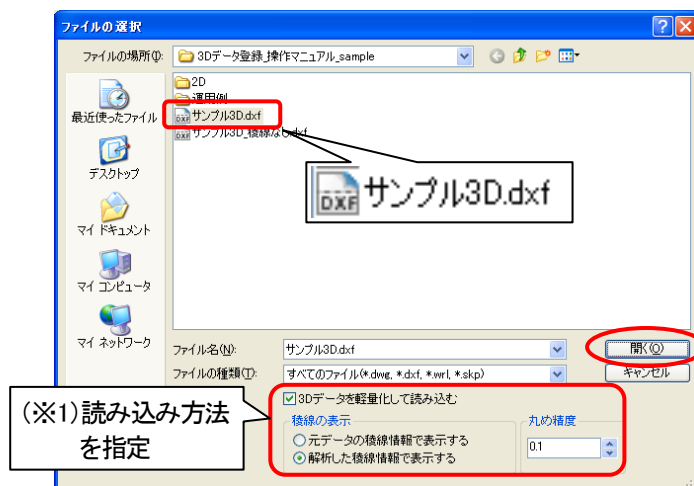 ファイルの選択
ファイルの場所(I):
3Dデータ登録_操作マニュアル_sample
2D
運用例
サンプル3D.dxf
サンプル3D_稜線なし.dxf
サンプル3D.dxf
最近使ったファイル
デスクトップ
マイ ドキュメント
マイ コンピュータ
マイ ネットワーク
ファイル名(N):
サンプル3D.dxf
開く(O)
ファイルの種類(T):
すべてのファイル(*.dwg, *.dxf, *.wrl, *.skp)
キャンセル
(※1)読み込み方法
を指定
3Dデータを軽量化して読み込む
稜線の表示
元データの稜線情報で表示する
解析した稜線情報で表示する
丸め精度
0.1